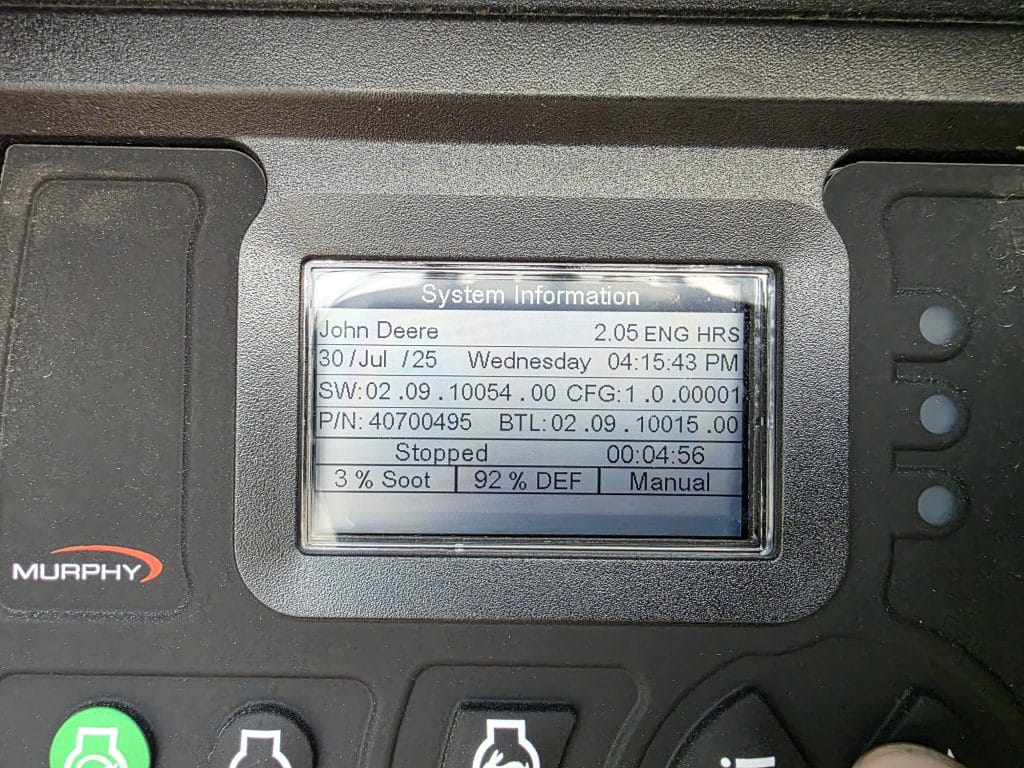 System Information
John Deere 2.05 ENG HRS
30/Jul /25 Wednesday 04:15:43 PM
SW:02.09.10054.00 CFG:1.0.00001
P/N: 40700495 BTL:02.09.10015.00
Stopped 00:04:56
3 % Soot 92 % DEF Manual
MURPHY